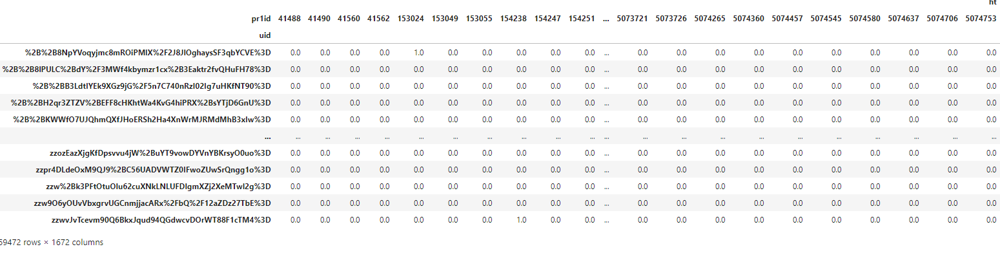 ht
pr1id 41488 41490 41560 41562 153024 153049 153055 154238 154247 154251 ... 5073721 5073726 5074265 5074360 5074457 5074545 5074580 5074637 5074706 5074753
uid
%2B%2B8NpYVoqyjmc8mROiPMlX%2F2J8JlOghaysSF3qbYCVE%3D 0.0 0.0 0.0 0.0 1.0 0.0 0.0 0.0 0.0 0.0 ... 0.0 0.0 0.0 0.0 0.0 0.0 0.0 0.0 0.0 0.0
%2B%2B8lPULC%2BdY%2F3MWf4kbymzr1cx%2B3Eaktr2fvQHuFH78%3D 0.0 0.0 0.0 0.0 0.0 0.0 0.0 0.0 0.0 0.0 ... 0.0 0.0 0.0 0.0 0.0 0.0 0.0 0.0 0.0 0.0
%2B%2BB3LdtlYEk9XGz9jG%2F5n7C740nRzl02lg7uHKfNT90%3D 0.0 0.0 0.0 0.0 0.0 0.0 0.0 0.0 0.0 0.0 ... 0.0 0.0 0.0 0.0 0.0 0.0 0.0 0.0 0.0 0.0
%2B%2BH2qr3ZTZV%2BEFF8cHKhtWa4KvG4hiPRX%2BsYTjD6GnU%3D 0.0 0.0 0.0 0.0 0.0 0.0 0.0 0.0 0.0 0.0 ... 0.0 0.0 0.0 0.0 0.0 0.0 0.0 0.0 0.0 0.0
%2B%2BKWWfO7UJQhmQXfJHoERSh2Ha4XnWrMJRMdMhB3xlw%3D 0.0 0.0 0.0 0.0 0.0 0.0 0.0 0.0 0.0 0.0 ... 0.0 0.0 0.0 0.0 0.0 0.0 0.0 0.0 0.0 0.0
... ... ... ... ... ... ... ... ... ... ... ... ... ... ... ... ... ... ... ... ... ...
zzozEazXjgKfDpsvvu4jW%2BuYT9vowDYVnYBKrsyO0uo%3D 0.0 0.0 0.0 0.0 0.0 0.0 0.0 0.0 0.0 0.0 ... 0.0 0.0 0.0 0.0 0.0 0.0 0.0 0.0 0.0 0.0
zzpr4DLdeOxM9QJ9%2BC56UADVWTZ0lFwoZUwSrQngg1o%3D 0.0 0.0 0.0 0.0 0.0 0.0 0.0 0.0 0.0 0.0 ... 0.0 0.0 0.0 0.0 0.0 0.0 0.0 0.0 0.0 0.0
zzw%2Bk3PFtOtuOlu62cuXNkLNLUFDlgmXZj2XeMTwl2g%3D 0.0 0.0 0.0 0.0 0.0 0.0 0.0 0.0 0.0 0.0 ... 0.0 0.0 0.0 0.0 0.0 0.0 0.0 0.0 0.0 0.0
zzw9O6yOUvVbxgrvUGCnmjjacARx%2FbQ%2F12aZDz27TbE%3D 0.0 0.0 0.0 0.0 0.0 0.0 0.0 0.0 0.0 0.0 ... 0.0 0.0 0.0 0.0 0.0 0.0 0.0 0.0 0.0 0.0
zzwvJvTcevm90Q6BkxJqud94QGdwcvDOrWT88F1cTM4%3D 0.0 0.0 0.0 0.0 0.0 0.0 0.0 1.0 0.0 0.0 ... 0.0 0.0 0.0 0.0 0.0 0.0 0.0 0.0 0.0 0.0
59472 rows × 1672 columns